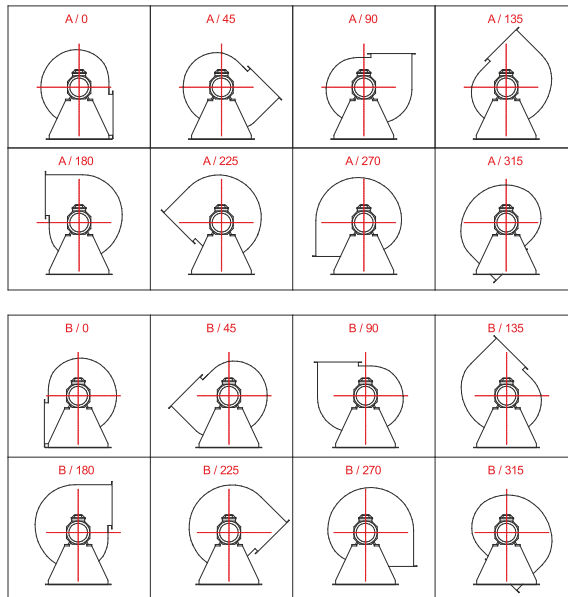 A / 0
A / 45
A / 90
A / 135
A / 180
A / 225
A / 270
A / 315
B / 0
B / 45
B / 90
B / 135
B / 180
B / 225
B / 270
B / 315